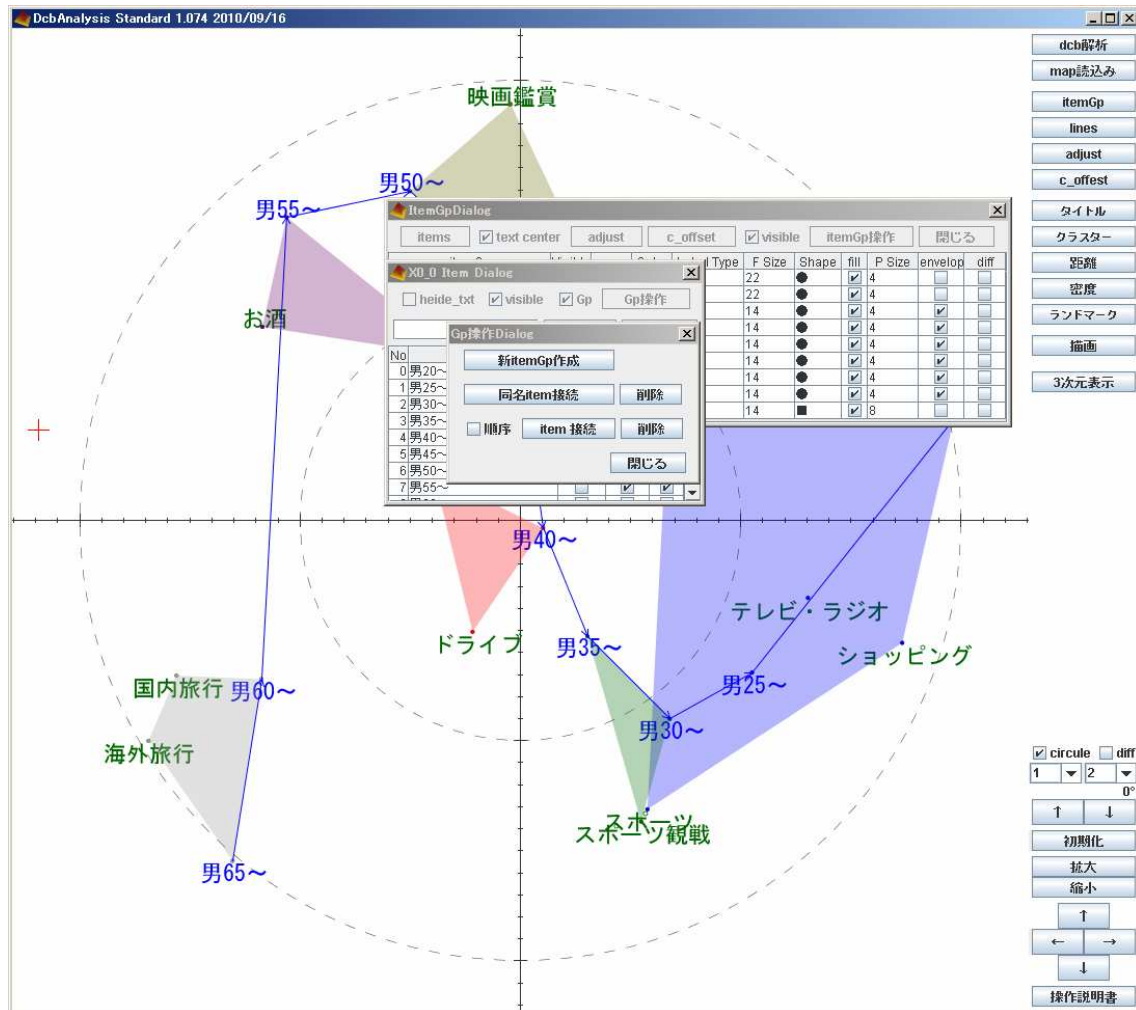 DcbAnalysis Standard 1.074 2010/09/16
dcb解析
map読込み
itemGp
lines
adjust
c_offest
タイトル
クラスター
距離
密度
ランドマーク
描画
3次元表示
映画鑑賞
男50～
男55～
お酒
ItemGpDialog
items text center adjust c_offset visible itemGp操作 閉じる
Type F Size Shape fill P Size envelop diff
22 4
22 4
14 4
14 4
14 4
14 4
14 4
14 4
14 8
X0_0 Item Dialog
heide_txt visible Gp Gp操作
No
0 男20～
1 男25～
2 男30～
3 男35～
4 男40～
5 男45～
6 男50～
7 男55～
Gp操作Dialog
新itemGp作成
同名item接続 削除
順序 item 接続 削除
閉じる
男40～
テレビ・ラジオ
ドライブ
男35～
ショッピング
国内旅行
男60～
男25～
男30～
海外旅行
スポーツ
スポーツ観戦
男65～
circule diff
1 2
0°
↑ ↓
初期化
拡大
縮小
↑
← →
↓
操作説明書